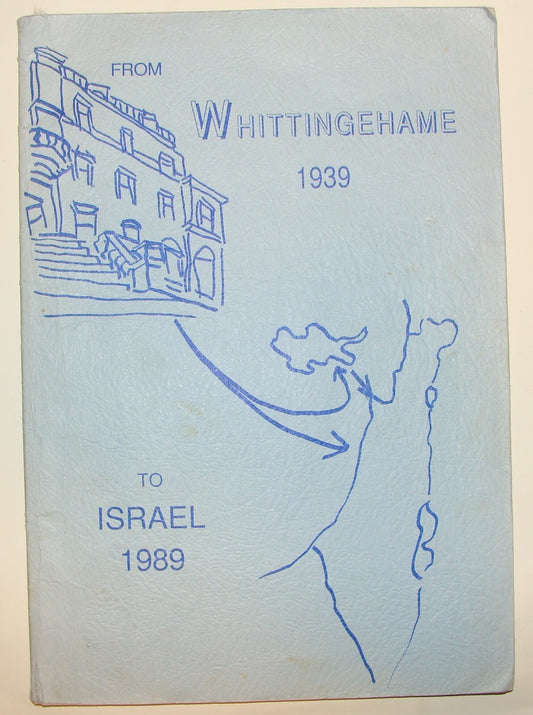 FROM
WHITTINGEHAME
1939
TO
ISRAEL
1989